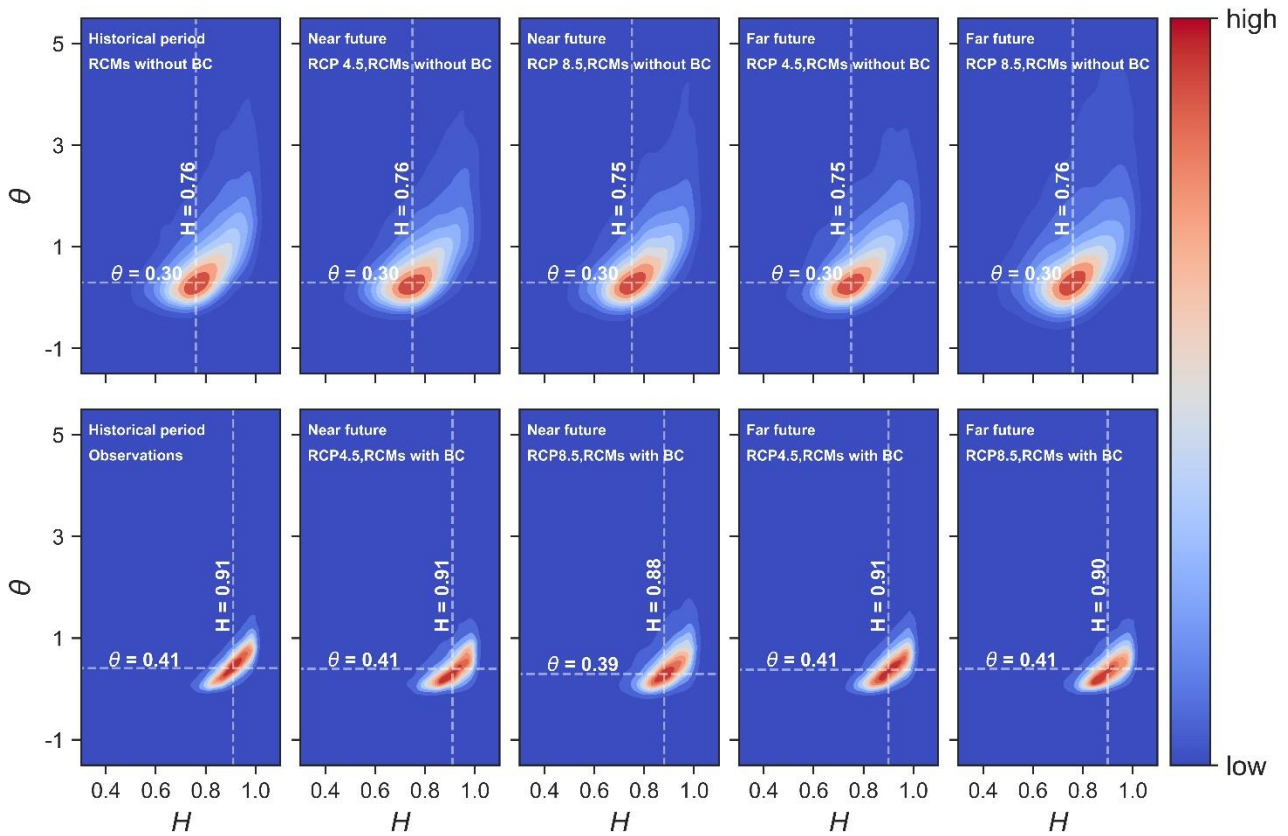 Historical period
RCMs without BC
H = 0.76
θ = 0.30
Near future
RCP 4.5,RCMs without BC
H = 0.76
θ = 0.30
Near future
RCP 8.5,RCMs without BC
H = 0.75
θ = 0.30
Far future
RCP 4.5,RCMs without BC
H = 0.75
θ = 0.30
Far future
RCP 8.5,RCMs without BC
H = 0.76
θ = 0.30
5
3
1
-1
θ
Historical period
Observations
H = 0.91
θ = 0.41
Near future
RCP4.5,RCMs with BC
H = 0.91
θ = 0.41
Near future
RCP8.5,RCMs with BC
H = 0.88
θ = 0.39
Far future
RCP4.5,RCMs with BC
H = 0.91
θ = 0.41
Far future
RCP8.5,RCMs with BC
H = 0.90
θ = 0.41
5
3
1
-1
θ
0.4 0.6 0.8 1.0
0.4 0.6 0.8 1.0
0.4 0.6 0.8 1.0
0.4 0.6 0.8 1.0
0.4 0.6 0.8 1.0
H
H
H
H
H
high
low